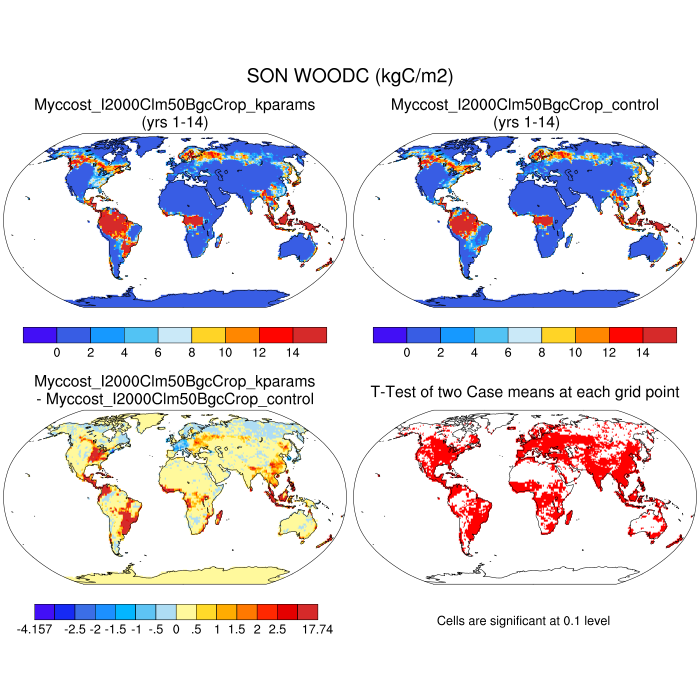 SON WOODC (kgC/m2)
Myccost_I2000Clm50BgcCrop_kparams
(yrs 1-14)
Myccost_I2000Clm50BgcCrop_control
(yrs 1-14)
0 2 4 6 8 10 12 14
0 2 4 6 8 10 12 14
Myccost_I2000Clm50BgcCrop_kparams
- Myccost_I2000Clm50BgcCrop_control
T-Test of two Case means at each grid point
-4.157 -2.5 -2 -1.5 -1 -.5 0 .5 1 1.5 2 2.5 17.74
Cells are significant at 0.1 level